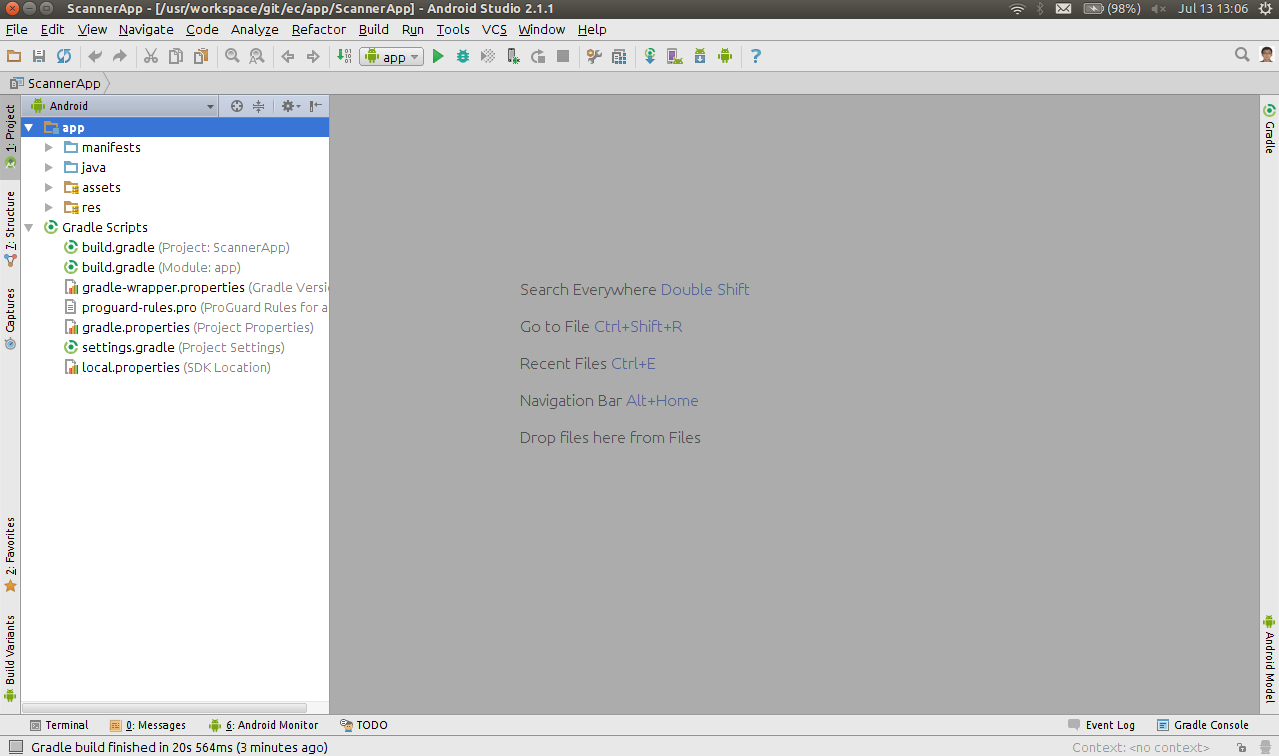 ScannerApp - [/usr/workspace/git/ec/app/ScannerApp] - Android Studio 2.1.1 (98%) Jul 13 13:06
File Edit View Navigate Code Analyze Refactor Build Run Tools VCS Window Help
app
ScannerApp
Android
1: Project
7: Structure
Captures
2: Favorites
Build Variants
app
manifests
java
assets
res
Gradle Scripts
build.gradle (Project: ScannerApp)
build.gradle (Module: app)
gradle-wrapper.properties (Gradle Versi
proguard-rules.pro (ProGuard Rules for a
gradle.properties (Project Properties)
settings.gradle (Project Settings)
local.properties (SDK Location)
Search Everywhere Double Shift
Go to File Ctrl+Shift+R
Recent Files Ctrl+E
Navigation Bar Alt+Home
Drop files here from Files
Gradle
Android Model
Terminal 0: Messages 6: Android Monitor TODO Event Log Gradle Console
Gradle build finished in 20s 564ms (3 minutes ago) Context: <no context>